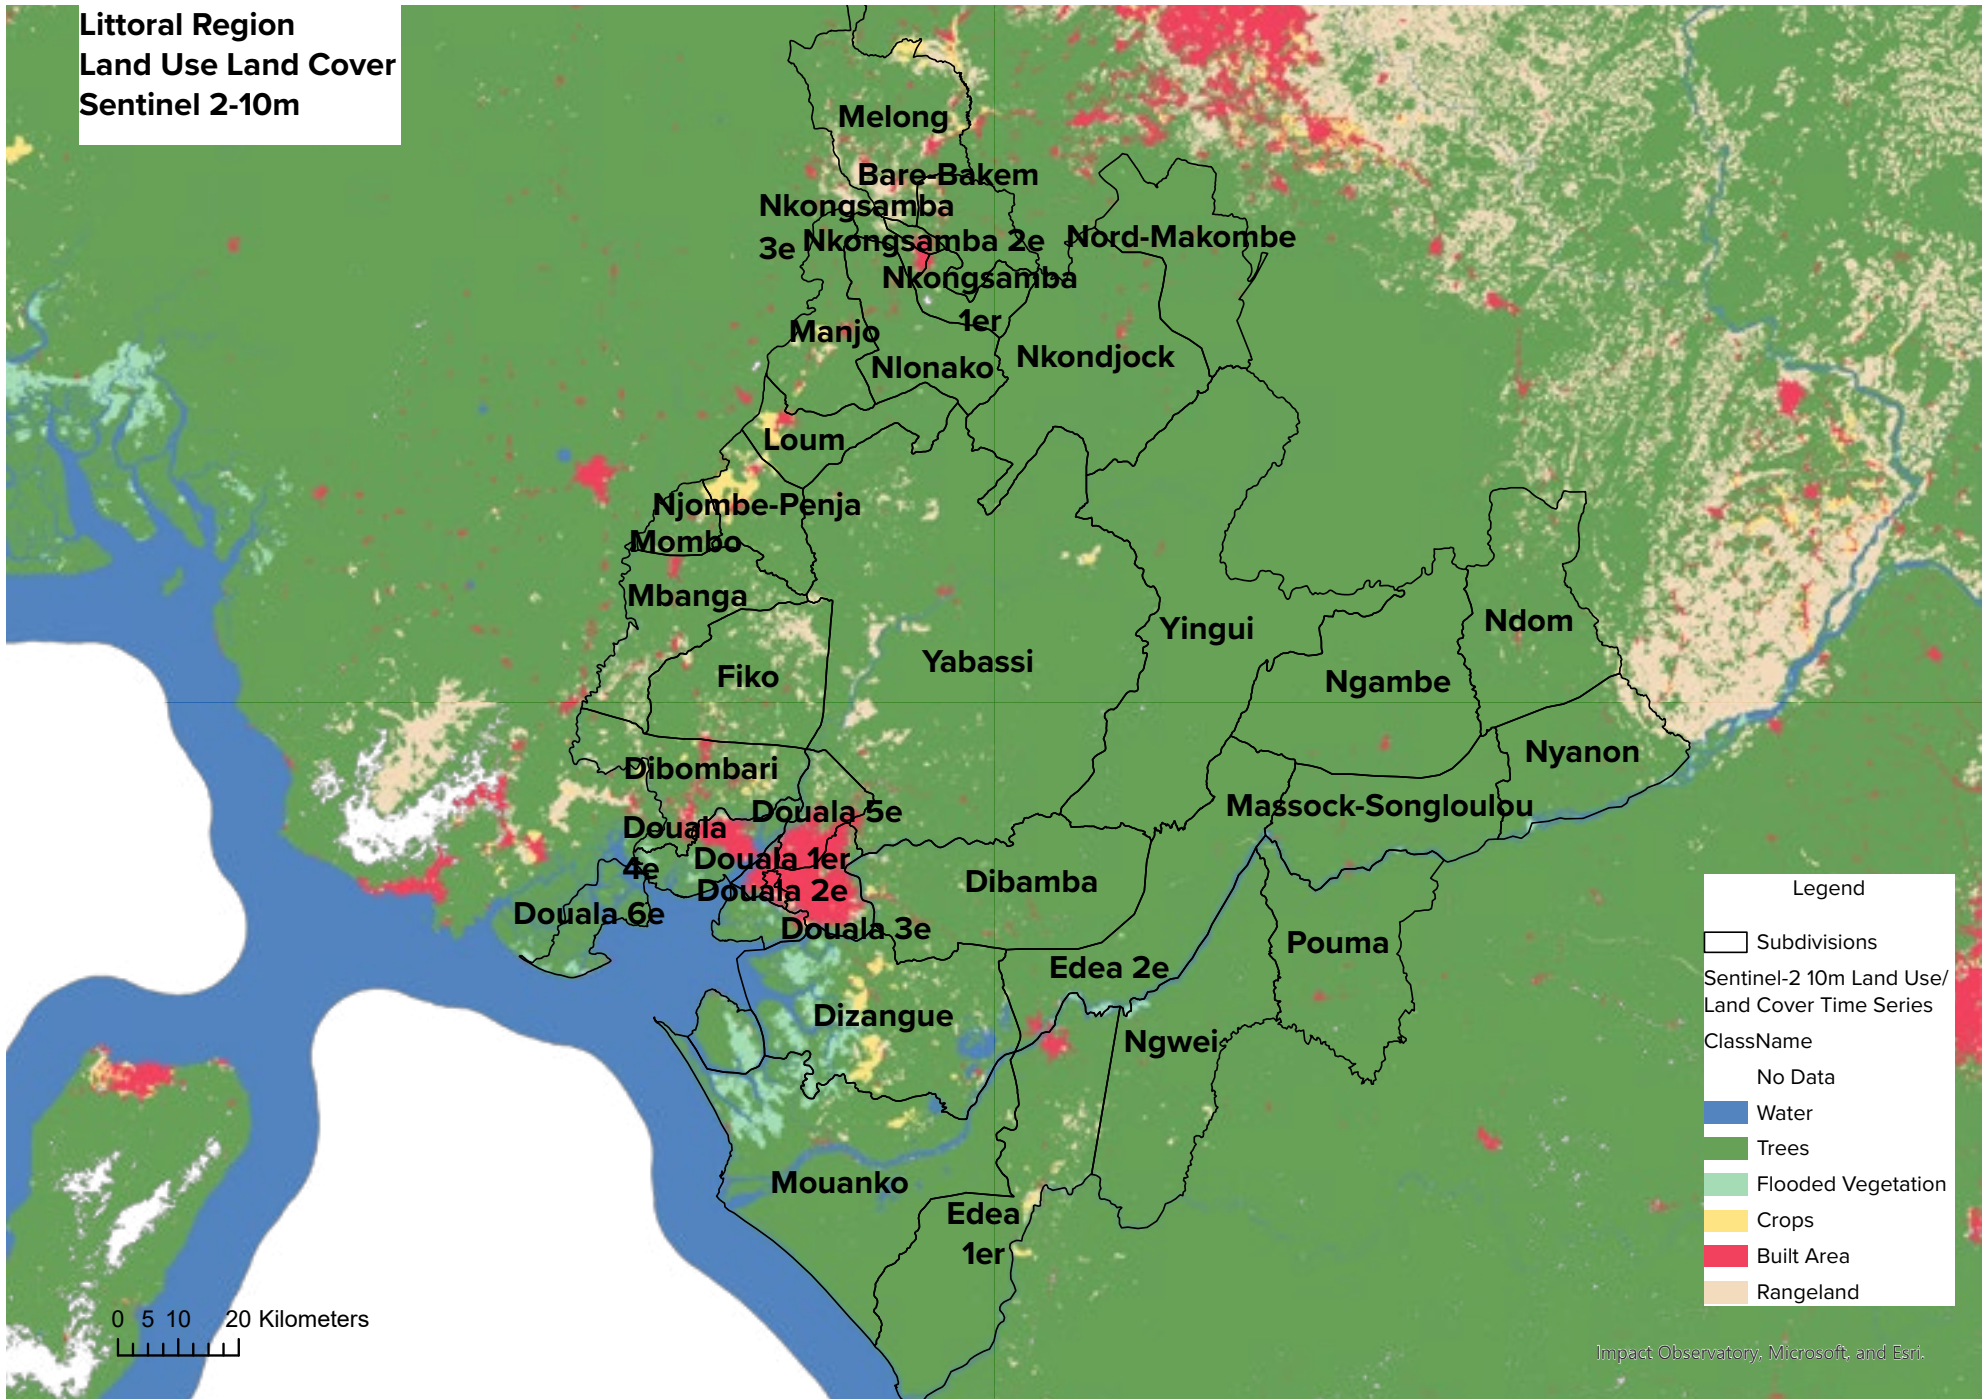 Littoral Region
Land Use Land Cover
Sentinel 2-10m
Melong
Bare-Bakem
Nkongsamba
3e
Nkongsamba 2e
Nord-Makombe
Nkongsamba
1er
Manjo
Nlonako
Nkondjock
Loum
Njombe-Penja
Mombo
Mbanga
Fiko
Yabassi
Yingui
Ndom
Ngambe
Nyanon
Dibombari
Massock-Songloulou
Douala 5e
Douala
4e
Douala 1er
Douala 2e
Dibamba
Douala 6e
Douala 3e
Pouma
Edea 2e
Dizangue
Ngwei
Mouanko
Edea
1er
Legend
Subdivisions
Sentinel-2 10m Land Use/
Land Cover Time Series
ClassName
No Data
Water
Trees
Flooded Vegetation
Crops
Built Area
Rangeland
0 5 10 20 Kilometers
Impact Observatory, Microsoft, and Esri.